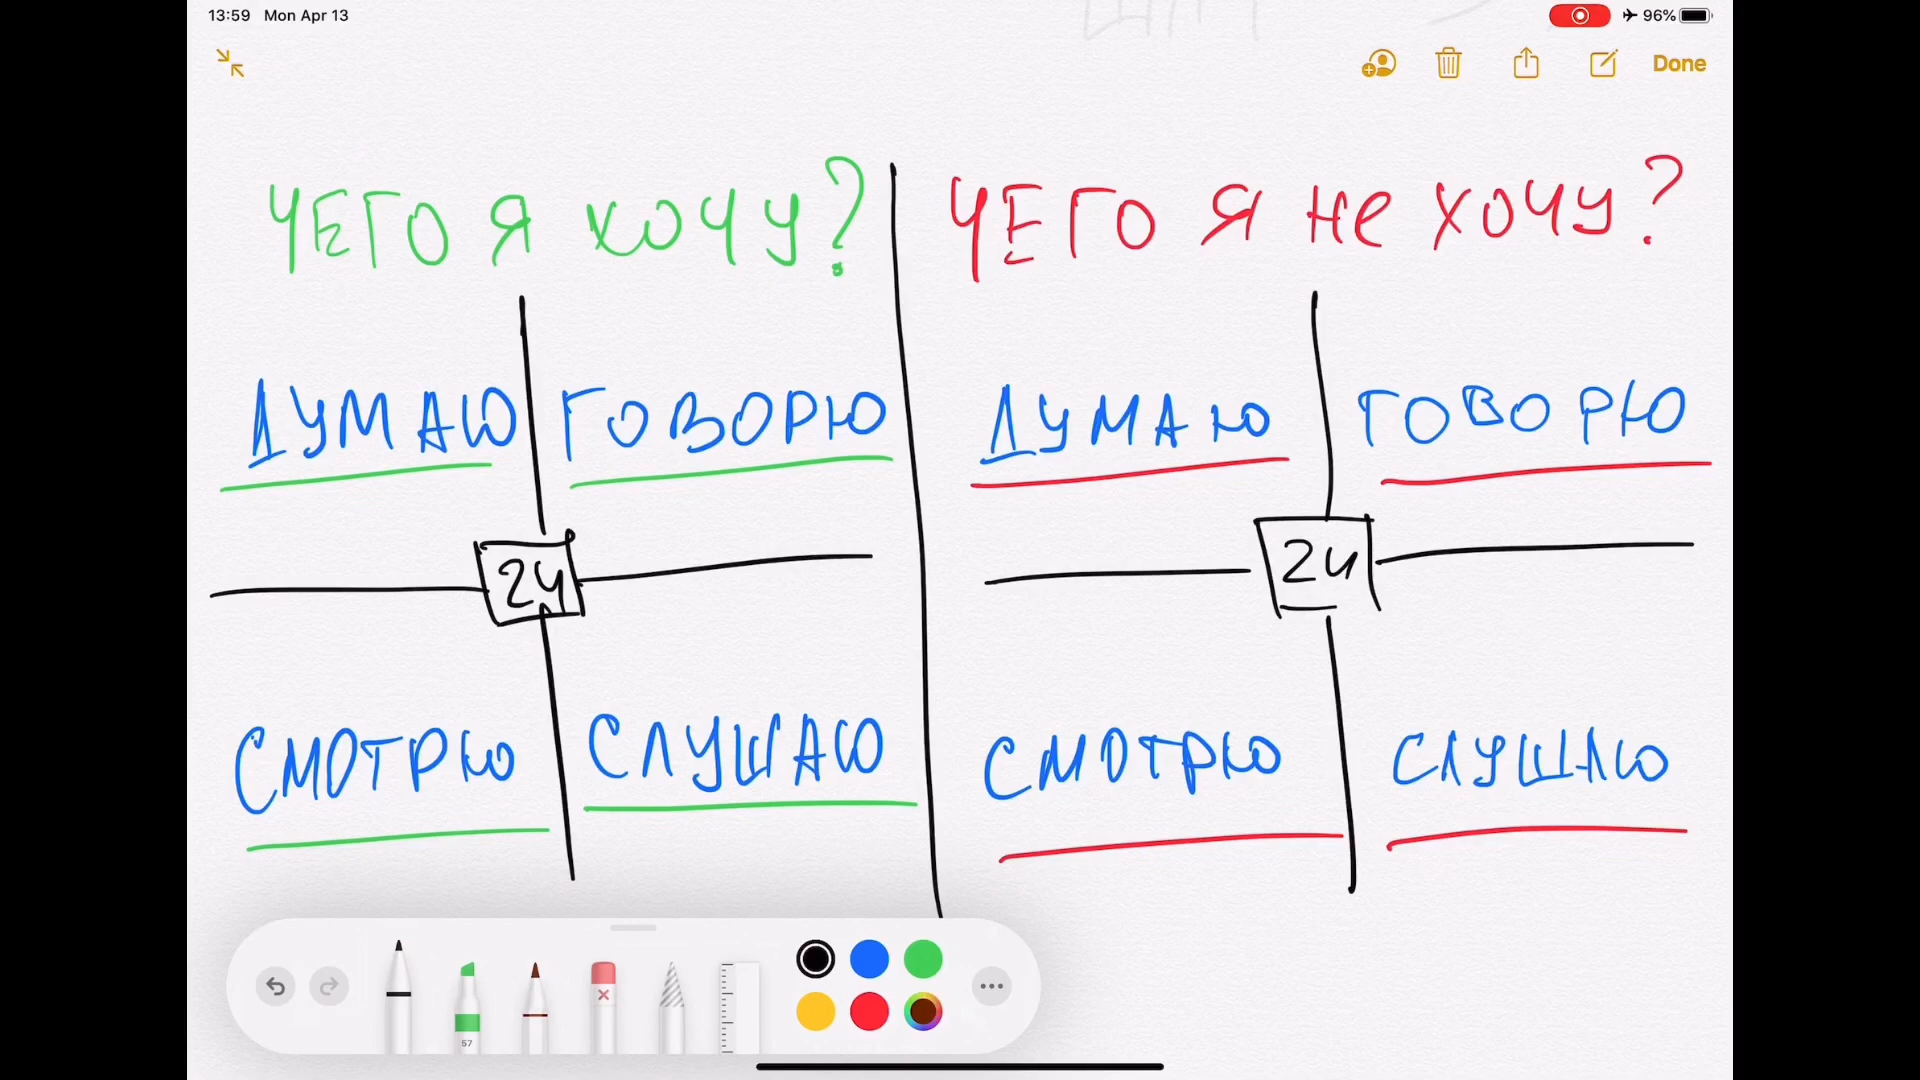 13:59 Mon Apr 13 96%
Done
ЧЕГО Я ХОЧУ?
ЧЕГО Я НЕ ХОЧУ?
ДУМАЮ ГОВОРЮ
ДУМАЮ ГОВОРЮ
24
24
СМОТРЮ СЛУШАЮ
СМОТРЮ СЛУШАЮ
57